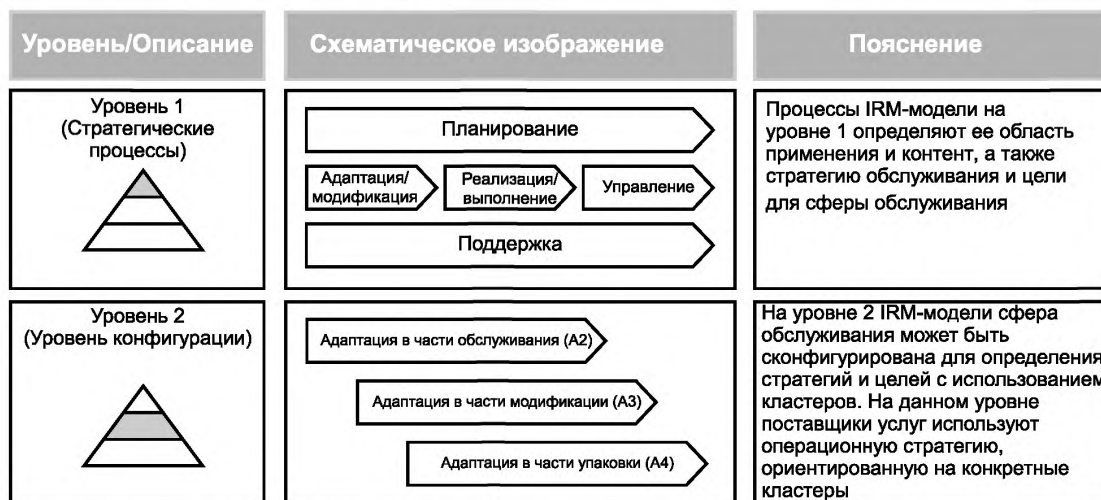 Уровень/Описание
Схематическое изображение
Пояснение
Уровень 1
(Стратегические
процессы)
Планирование
Адаптация/
модификация
Реализация/
выполнение
Управление
Поддержка
Процессы IRM-модели на
уровне 1 определяют ее область
применения и контент, а также
стратегию обслуживания и цели
для сферы обслуживания
Уровень 2
(Уровень конфигурации)
Адаптация в части обслуживания (А2)
Адаптация в части модификации (А3)
Адаптация в части упаковки (А4)
На уровне 2 IRM-модели сфера
обслуживания может быть
сконфигурирована для определения
стратегий и целей с использованием
кластеров. На данном уровне
поставщики услуг используют
операционную стратегию,
ориентированную на конкретные
кластеры